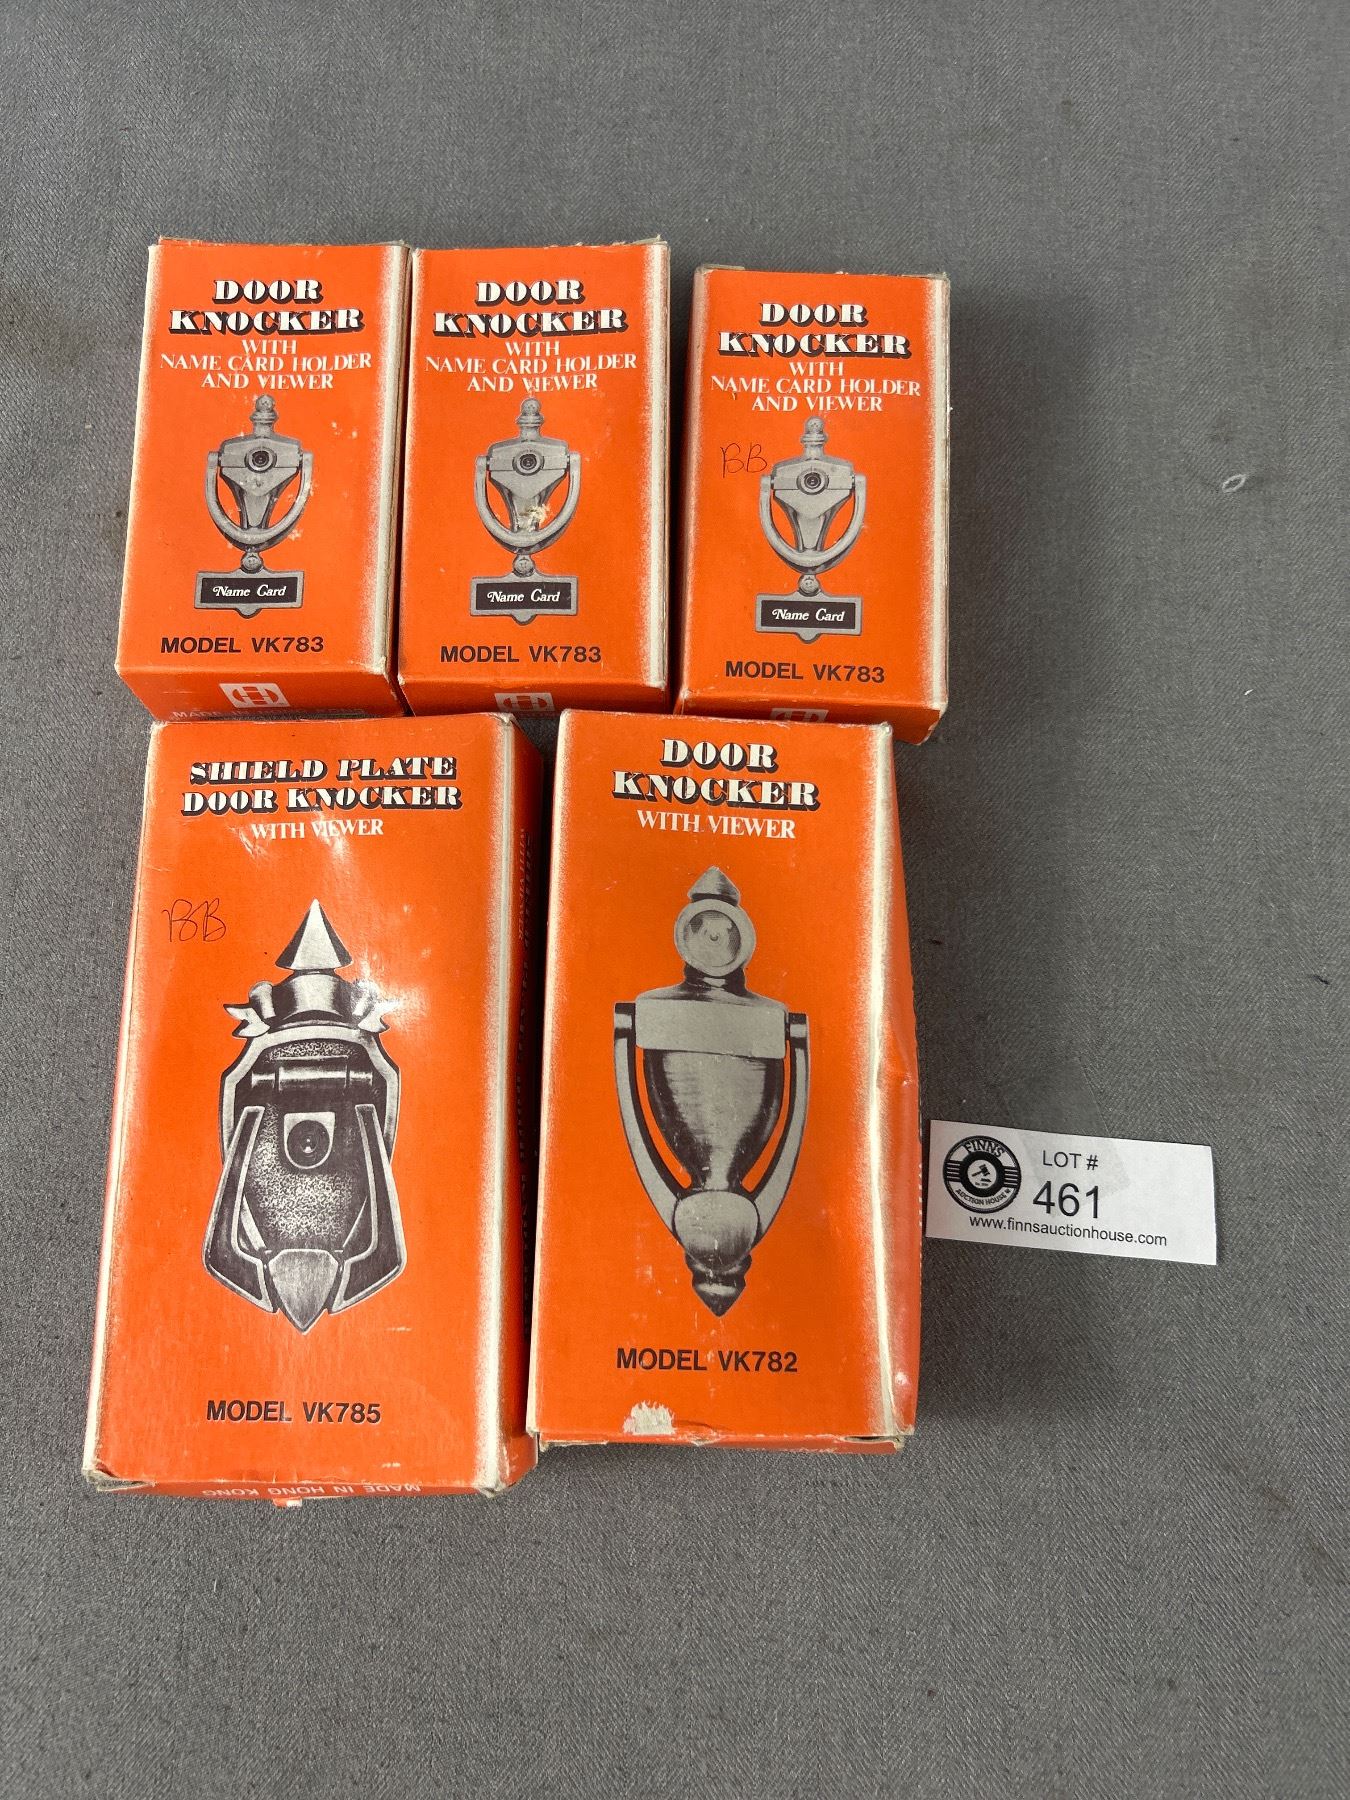 DOOR
KNOCKER
WITH
NAME CARD HOLDER
AND VIEWER
Name Card
MODEL VK783
DOOR
KNOCKER
WITH
NAME CARD HOLDER
AND VIEWER
Name Card
MODEL VK783
DOOR
KNOCKER
WITH
NAME CARD HOLDER
AND VIEWER
BB
Name Card
MODEL VK783
SHIELD PLATE
DOOR KNOCKER
WITH VIEWER
BB
MODEL VK785
MADE IN HONG KONG
DOOR
KNOCKER
WITH VIEWER
MODEL VK782
FINNS
AUCTION HOUSE
LOT #
461
www.finnsauctionhouse.com